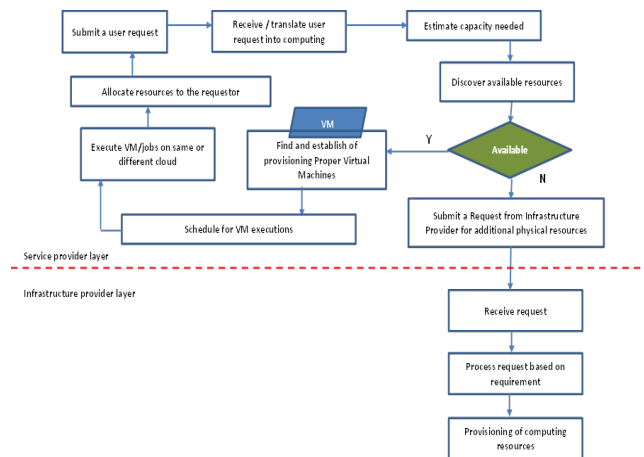 Submit a user request
Receive / translate user
request into computing
Estimate capacity needed
Discover available resources
Allocate resources to the requestor
VM
Available
Y
N
Find and establish of
provisioning Proper Virtual
Machines
Execute VM/jobs on same or
different cloud
Schedule for VM executions
Submit a Request from Infrastructure
Provider for additional physical resources
Service provider layer
Infrastructure provider layer
Receive request
Process request based on
requirement
Provisioning of computing
resources